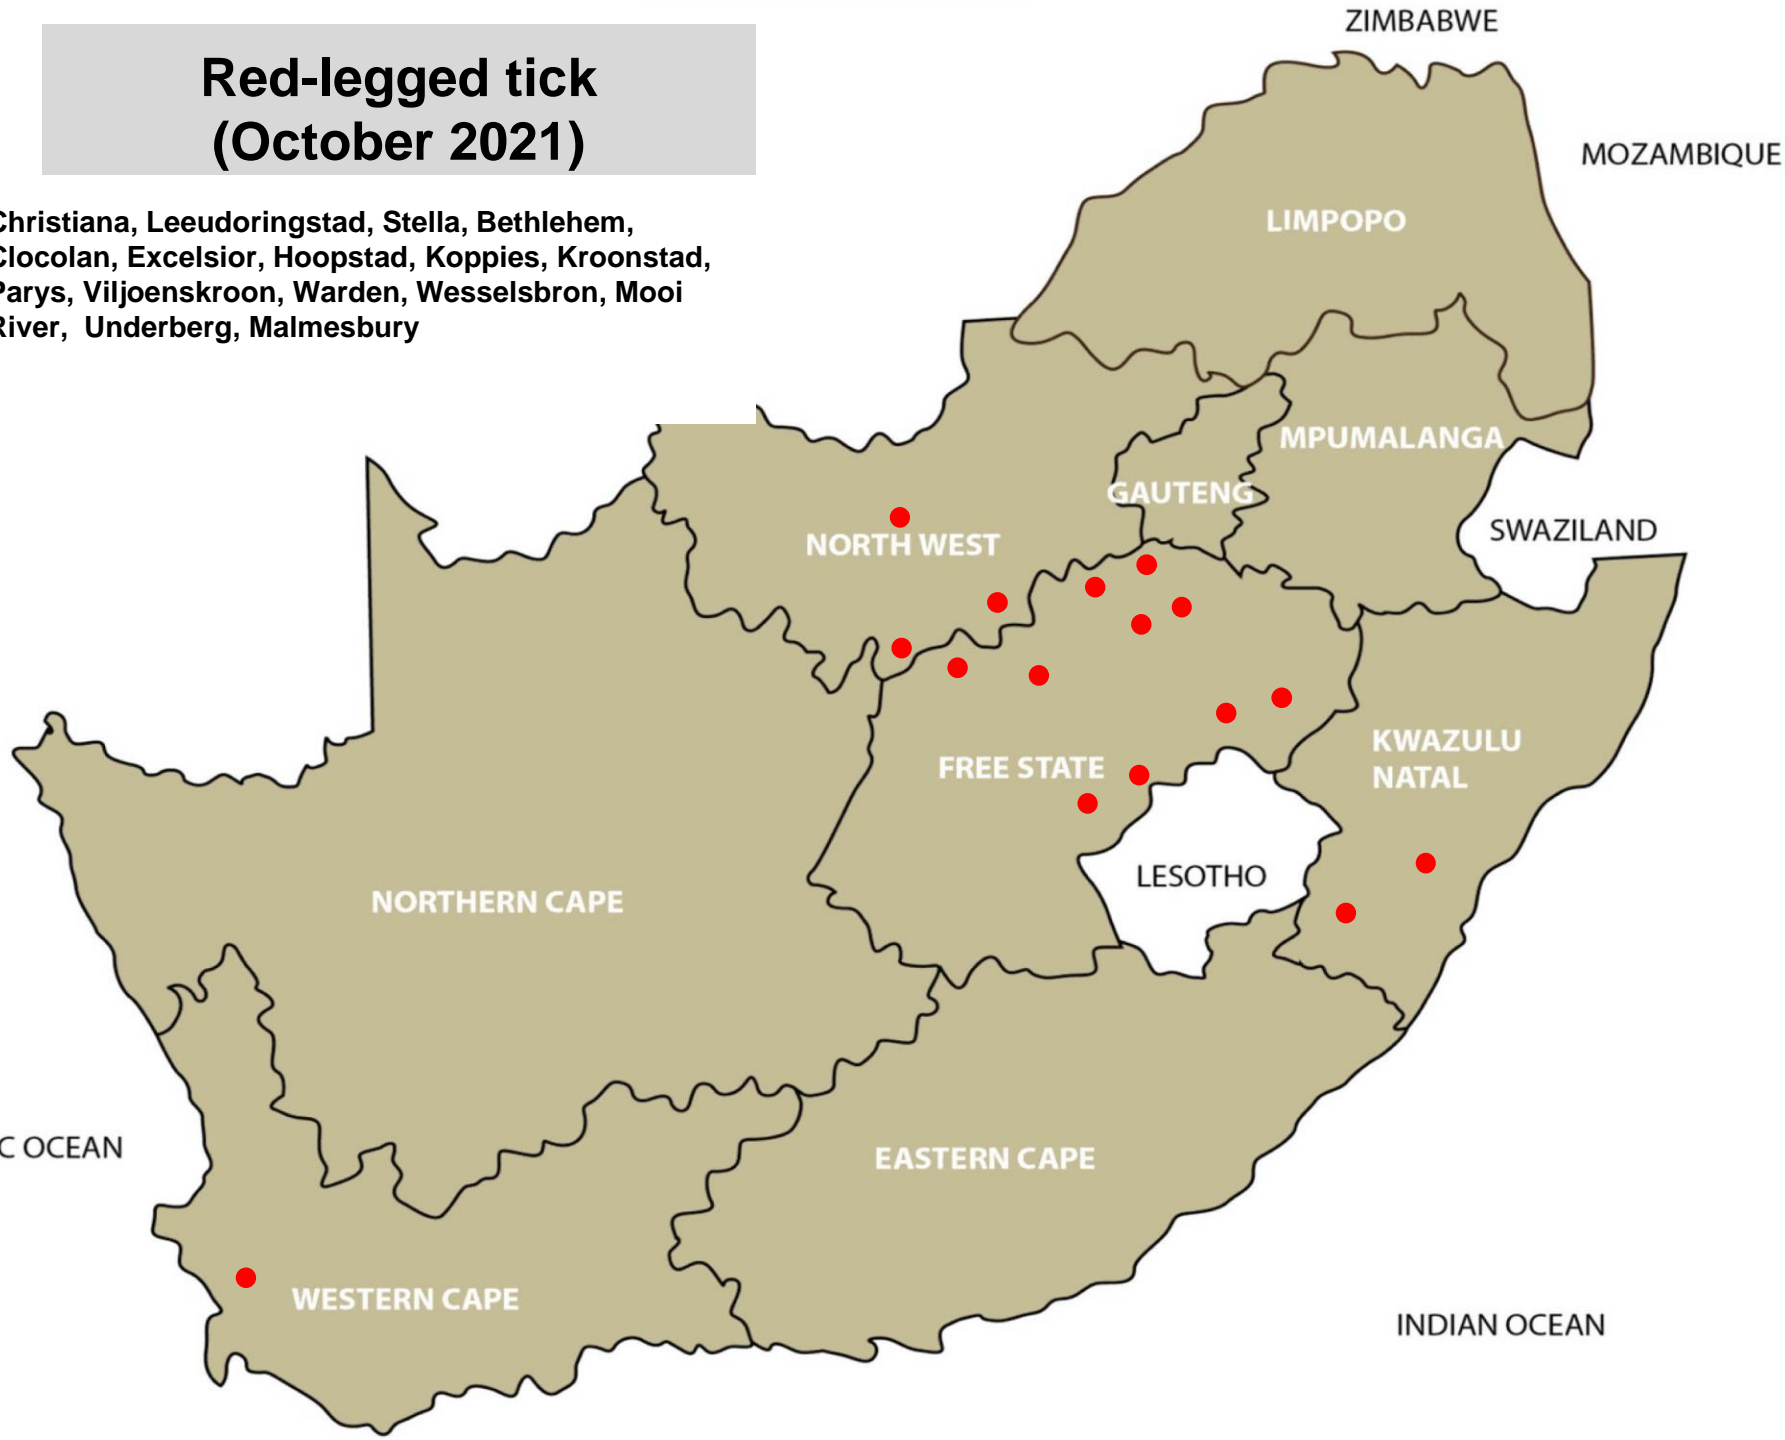 Red-legged tick
(October 2021)
Christiana, Leeudoringstad, Stella, Bethlehem,
Clocolan, Excelsior, Hoopstad, Koppies, Kroonstad,
Parys, Viljoenskroon, Warden, Wesselsbron, Mooi
River, Underberg, Malmesbury
ZIMBABWE
MOZAMBIQUE
LIMPOPO
MPUMALANGA
GAUTENG
SWAZILAND
NORTH WEST
KWAZULU
NATAL
FREE STATE
LESOTHO
NORTHERN CAPE
C OCEAN
EASTERN CAPE
WESTERN CAPE
INDIAN OCEAN